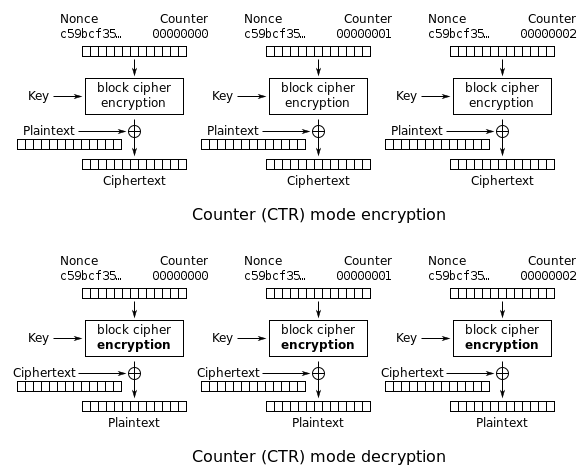 Nonce Counter Nonce Counter Nonce Counter
c59bcf35… 00000000 c59bcf35… 00000001 c59bcf35… 00000002
block cipher block cipher block cipher
Key encryption Key encryption Key encryption
Plaintext Plaintext Plaintext
Ciphertext Ciphertext Ciphertext
Counter (CTR) mode encryption
Nonce Counter Nonce Counter Nonce Counter
c59bcf35… 00000000 c59bcf35… 00000001 c59bcf35… 00000002
block cipher block cipher block cipher
Key encryption Key encryption Key encryption
Ciphertext Ciphertext Ciphertext
Plaintext Plaintext Plaintext
Counter (CTR) mode decryption